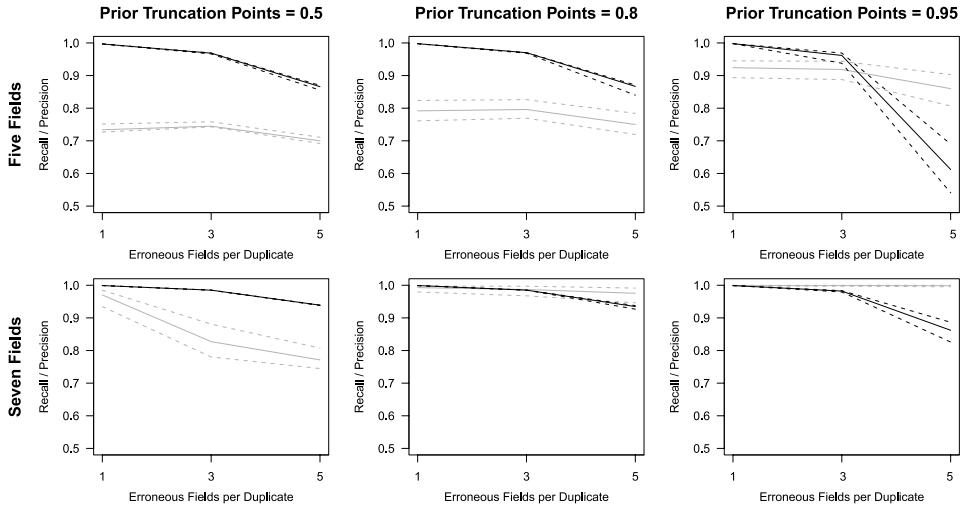 Prior Truncation Points = 0.5
Prior Truncation Points = 0.8
Prior Truncation Points = 0.95
Five Fields
Recall / Precision
1.0
0.9
0.8
0.7
0.6
0.5
1 3 5
Erroneous Fields per Duplicate
Recall / Precision
1.0
0.9
0.8
0.7
0.6
0.5
1 3 5
Erroneous Fields per Duplicate
Recall / Precision
1.0
0.9
0.8
0.7
0.6
0.5
1 3 5
Erroneous Fields per Duplicate
Seven Fields
Recall / Precision
1.0
0.9
0.8
0.7
0.6
0.5
1 3 5
Erroneous Fields per Duplicate
Recall / Precision
1.0
0.9
0.8
0.7
0.6
0.5
1 3 5
Erroneous Fields per Duplicate
Recall / Precision
1.0
0.9
0.8
0.7
0.6
0.5
1 3 5
Erroneous Fields per Duplicate